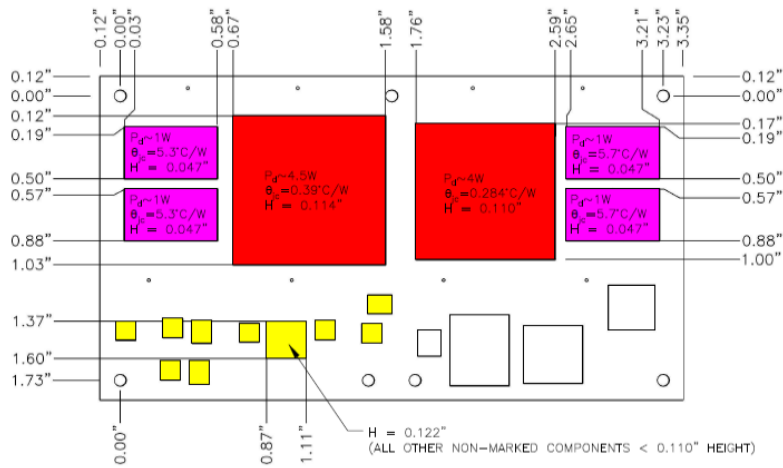 0.12"
0.00"
0.03"
0.58"
0.67"
1.58"
1.76"
2.59"
2.65"
3.21"
3.23"
3.35"
0.12"
0.00"
0.12"
0.19"
0.50"
0.57"
0.88"
1.03"
1.37"
1.60"
1.73"
0.12"
0.00"
0.17"
0.19"
0.50"
0.57"
0.88"
1.00"
Pd~1W
θjc=5.3°C/W
H = 0.047"
Pd~1W
θjc=5.3°C/W
H = 0.047"
Pd~4.5W
θjc=0.39°C/W
H = 0.114"
Pd~4W
θjc=0.284°C/W
H = 0.110"
Pd~1W
θjc=5.7°C/W
H = 0.047"
Pd~1W
θjc=5.7°C/W
H = 0.047"
0.00"
0.87"
1.11"
H = 0.122"
(ALL OTHER NON-MARKED COMPONENTS < 0.110" HEIGHT)